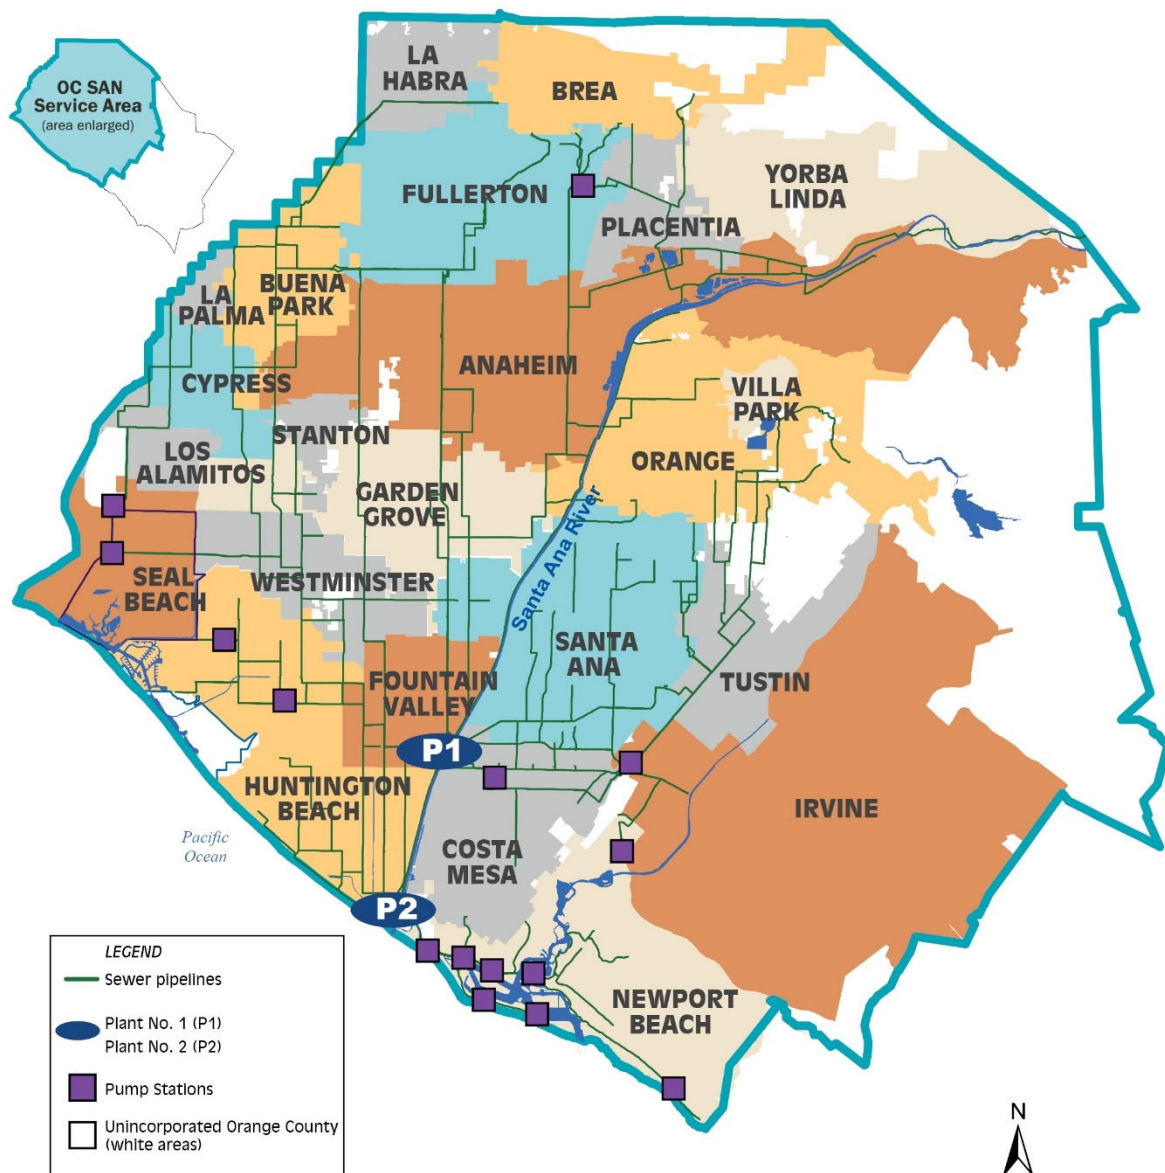 OC SAN
Service Area
(area enlarged)
LA
HABRA
BREA
FULLERTON
YORBA
LINDA
PLACENTIA
BUENA
PARK
LA
PALMA
ANAHEIM
CYPRESS
VILLA
PARK
STANTON
LOS
ALAMITOS
ORANGE
GARDEN
GROVE
Santa Ana River
SEAL
BEACH
WESTMINSTER
SANTA
ANA
FOUNTAIN
VALLEY
TUSTIN
P1
HUNTINGTON
BEACH
IRVINE
Pacific
Ocean
COSTA
MESA
P2
NEWPORT
BEACH
LEGEND
Sewer pipelines
Plant No. 1 (P1)
Plant No. 2 (P2)
Pump Stations
Unincorporated Orange County
(white areas)
N